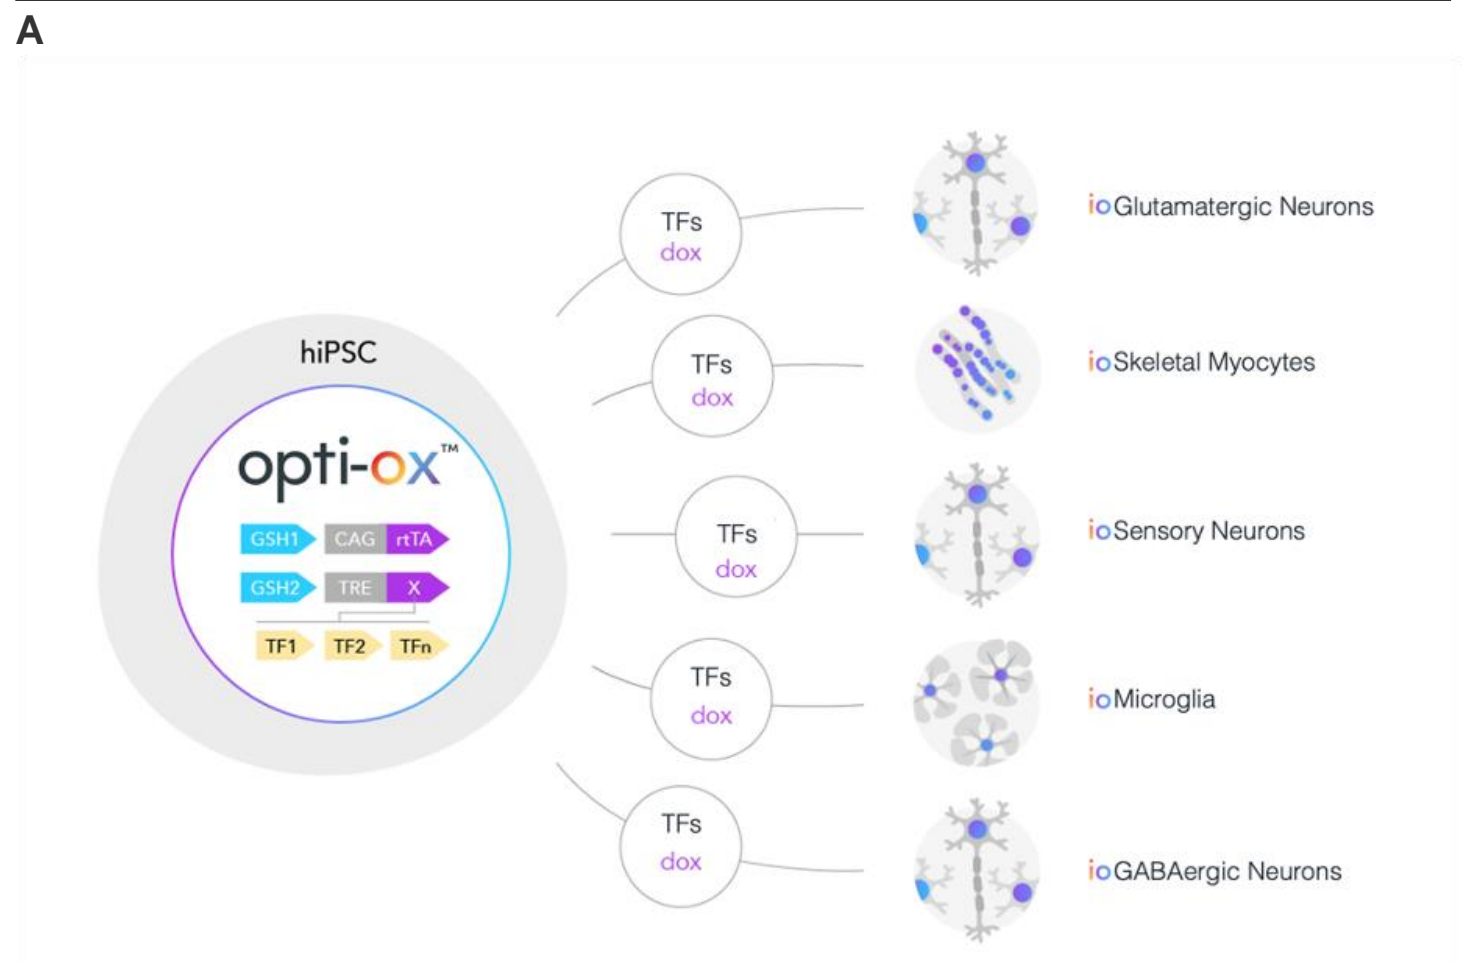 A
hiPSC
opti-ox™
GSH1 CAG rtTA
GSH2 TRE X
TF1 TF2 TFn
TFs
dox
ioGlutamatergic Neurons
TFs
dox
ioSkeletal Myocytes
TFs
dox
ioSensory Neurons
TFs
dox
ioMicroglia
TFs
dox
ioGABAergic Neurons